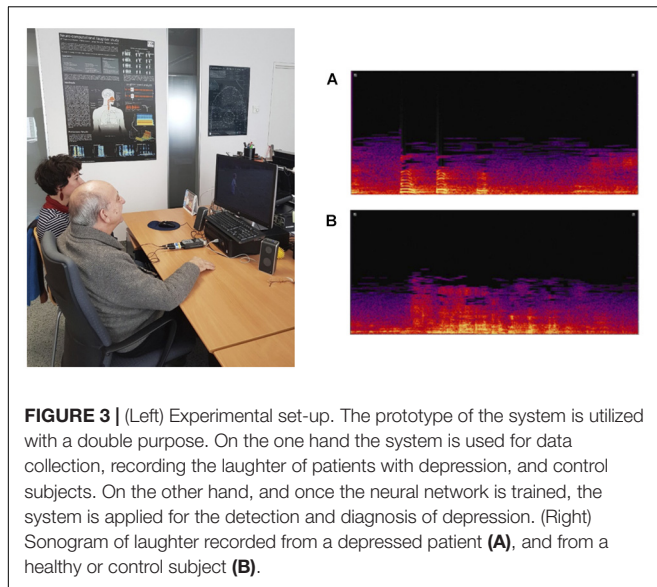 A
B
FIGURE 3 | (Left) Experimental set-up. The prototype of the system is utilized
with a double purpose. On the one hand the system is used for data
collection, recording the laughter of patients with depression, and control
subjects. On the other hand, and once the neural network is trained, the
system is applied for the detection and diagnosis of depression. (Right)
Sonogram of laughter recorded from a depressed patient (A), and from a
healthy or control subject (B).